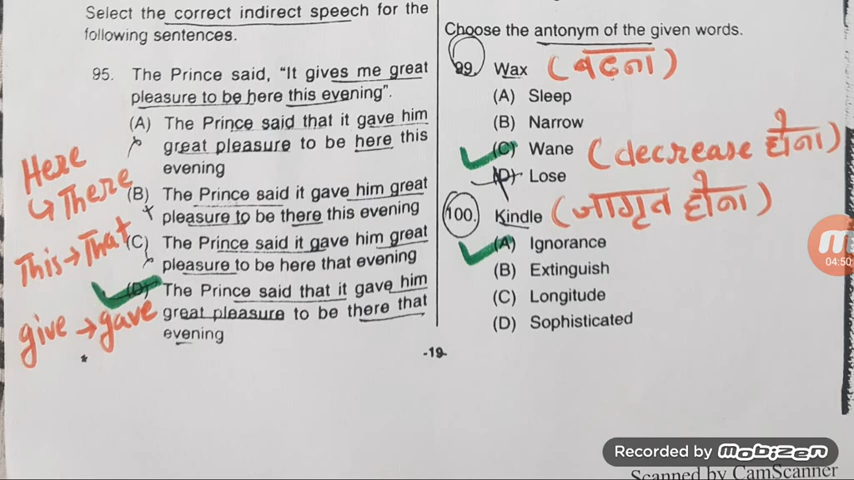 Select the correct indirect speech for the
following sentences.
95. The Prince said, "It gives me great
pleasure to be here this evening".
(A) The Prince said that it gave him
great pleasure to be here this
evening
(B) The Prince said it gave him great
pleasure to be there this evening
(C) The Prince said it gave him great
pleasure to be here that evening
(D) The Prince said that it gave him
great pleasure to be there that
evening
Here
↳ There
This → That
give → gave
Choose the antonym of the given words.
99. Wax (बढ़ना)
(A) Sleep
(B) Narrow
(C) Wane (decrease होना)
(D) Lose
100. Kindle (जागृत होना)
(A) Ignorance
(B) Extinguish
(C) Longitude
(D) Sophisticated
-19-
04:50
Recorded by mobizen
Scanned by CamScanner